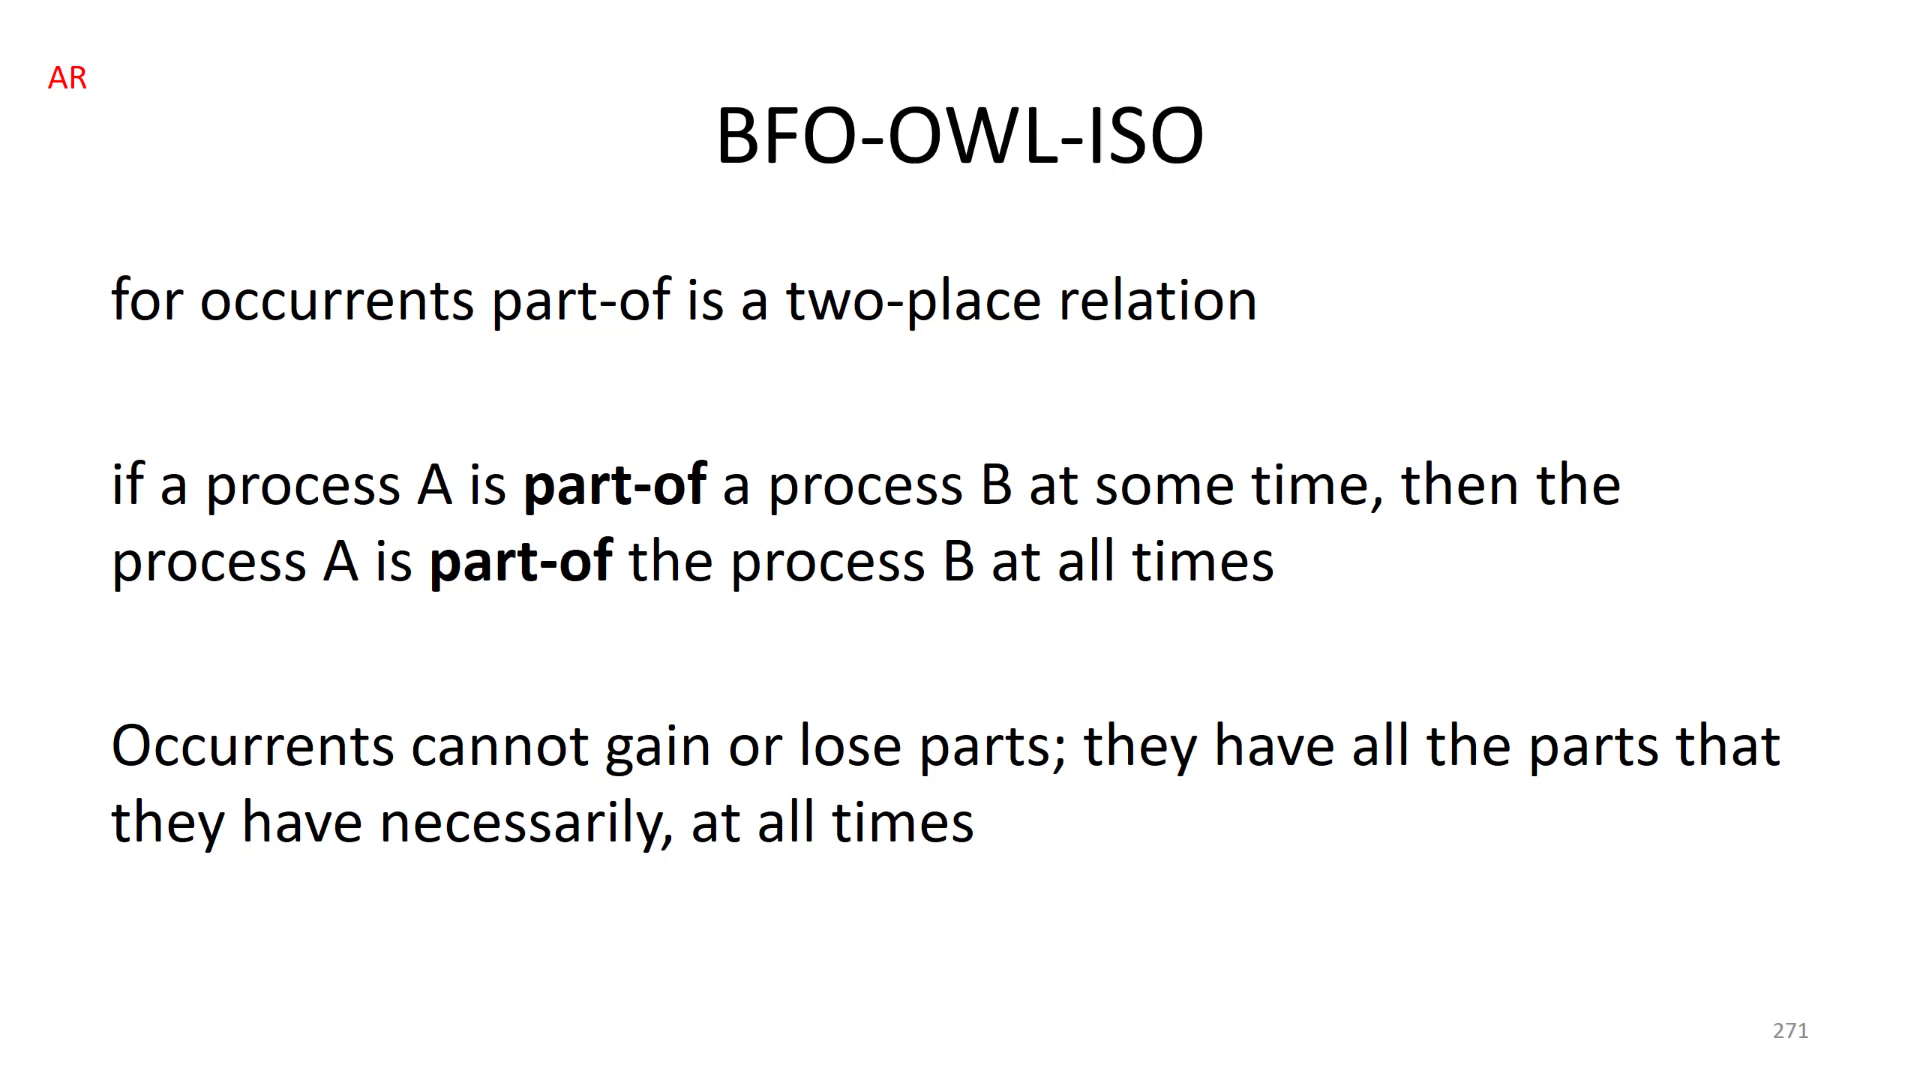 AR
BFO-OWL-ISO
for occurrents part-of is a two-place relation
if a process A is part-of a process B at some time, then the
process A is part-of the process B at all times
Occurrents cannot gain or lose parts; they have all the parts that
they have necessarily, at all times
271